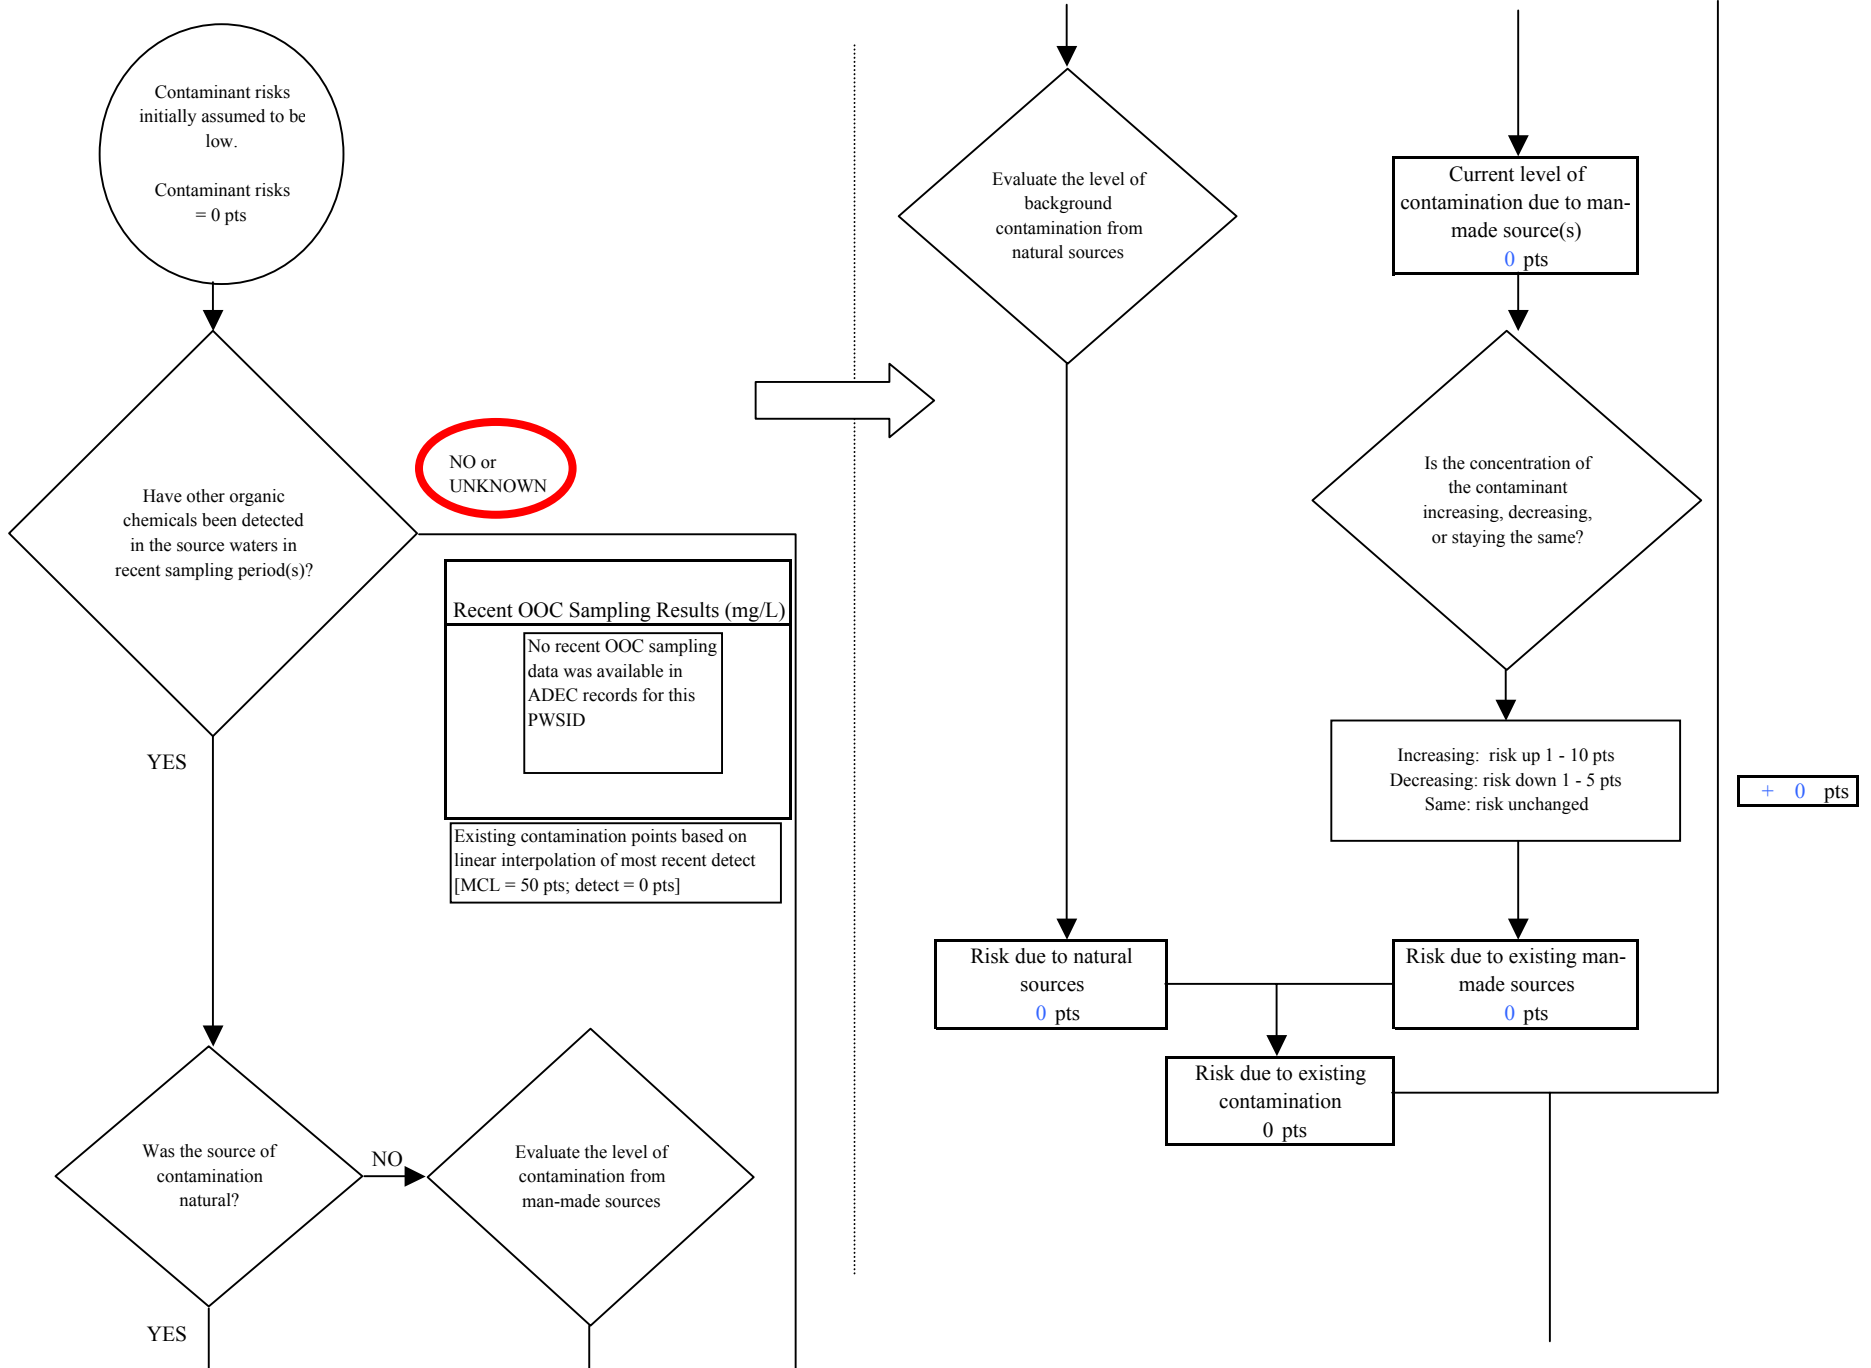 Contaminant risks
initially assumed to be
low.
Contaminant risks
= 0 pts
Have other organic
chemicals been detected
in the source waters in
recent sampling period(s)?
NO or
UNKNOWN
Recent OOC Sampling Results (mg/L)
No recent OOC sampling
data was available in
ADEC records for this
PWSID
Existing contamination points based on
linear interpolation of most recent detect
[MCL = 50 pts; detect = 0 pts]
YES
Was the source of
contamination
natural?
NO
Evaluate the level of
contamination from
man-made sources
YES
Evaluate the level of
background
contamination from
natural sources
Current level of
contamination due to man-
made source(s)
0 pts
Is the concentration of
the contaminant
increasing, decreasing,
or staying the same?
Increasing: risk up 1 - 10 pts
Decreasing: risk down 1 - 5 pts
Same: risk unchanged
+ 0 pts
Risk due to natural
sources
0 pts
Risk due to existing man-
made sources
0 pts
Risk due to existing
contamination
0 pts